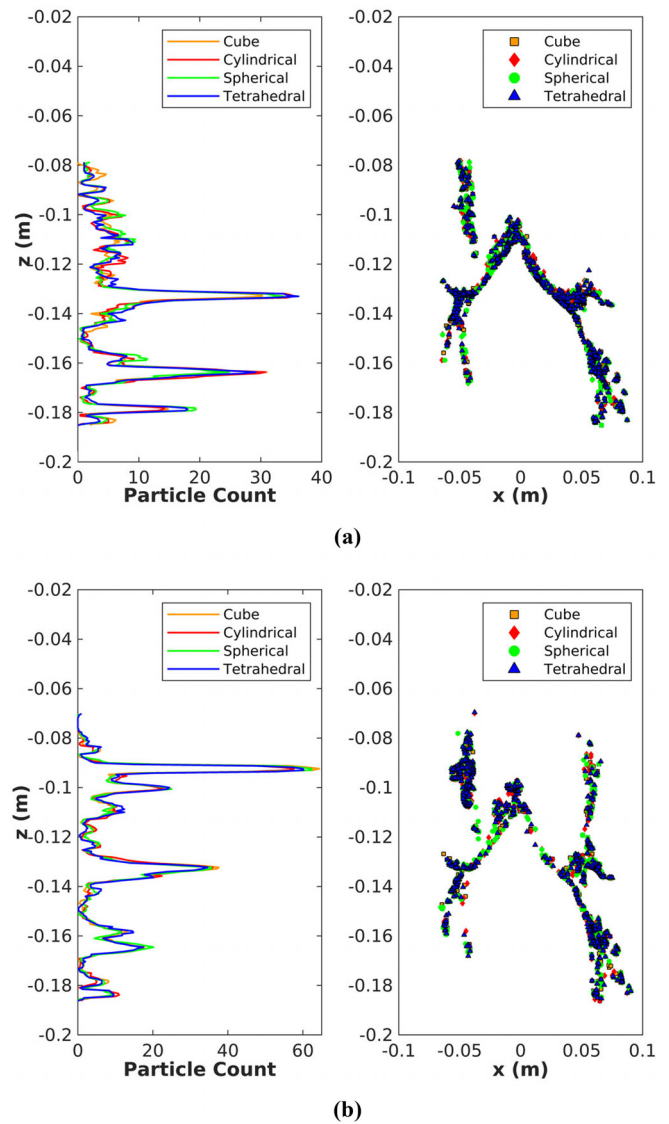 -0.02
-0.04
-0.06
-0.08
-0.1
-0.12
-0.14
-0.16
-0.18
-0.2
z (m)
0 10 20 30 40
Particle Count
Cube
Cylindrical
Spherical
Tetrahedral
-0.02
-0.04
-0.06
-0.08
-0.1
-0.12
-0.14
-0.16
-0.18
-0.2
-0.1 -0.05 0 0.05 0.1
x (m)
Cube
Cylindrical
Spherical
Tetrahedral
(a)
-0.02
-0.04
-0.06
-0.08
-0.1
-0.12
-0.14
-0.16
-0.18
-0.2
z (m)
0 20 40 60
Particle Count
Cube
Cylindrical
Spherical
Tetrahedral
-0.02
-0.04
-0.06
-0.08
-0.1
-0.12
-0.14
-0.16
-0.18
-0.2
-0.1 -0.05 0 0.05 0.1
x (m)
Cube
Cylindrical
Spherical
Tetrahedral
(b)